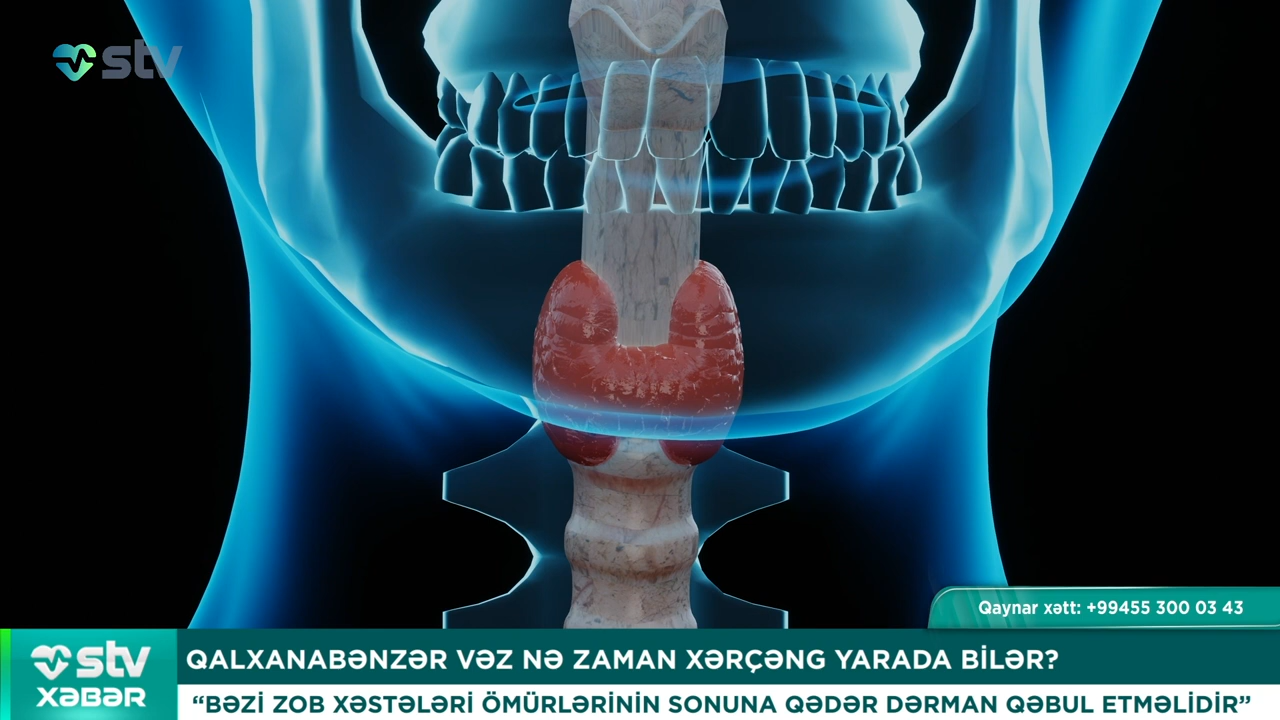 stv
Qaynar xətt: +99455 300 03 43
stv
XƏBƏR
QALXANABƏNZƏR VƏZ NƏ ZAMAN XƏRÇƏNG YARADA BİLƏR?
“BƏZİ ZOB XƏSTƏLƏRİ ÖMÜRLƏRİNİN SONUNA QƏDƏR DƏRMAN QƏBUL ETMƏLİDİR”